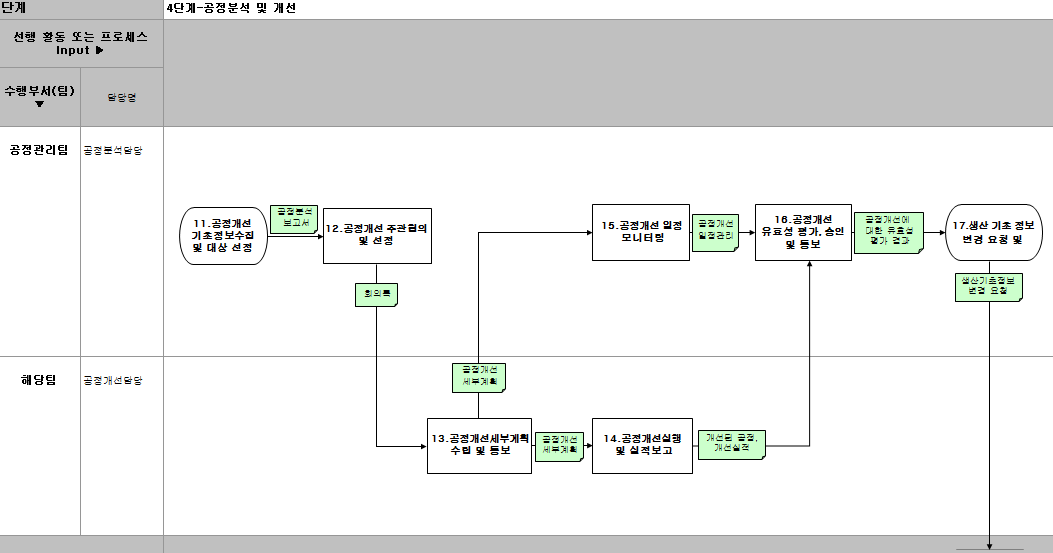 단계
4단계-공정분석 및 개선
선행 활동 또는 프로세스
Input ▶
수행부서(팀)
▼
담당명
공정관리팀
공정분석담당
11.공정개선
기초정보수집
및 대상 선정
공정분석
보고서
12.공정개선 주관협의
및 선정
회의록
15.공정개선 일정
모니터링
공정개선
일정관리
16.공정개선
유효성 평가, 승인
및 통보
공정개선에
대한 유효성
평가 결과
17.생산 기초 정보
변경 요청 및
생산기초정보
변경 요청
해당팀
공정개선담당
공정개선
세부계획
13.공정개선세부계획
수립 및 통보
공정개선
세부계획
14.공정개선실행
및 실적보고
개선된 공정,
개선실적